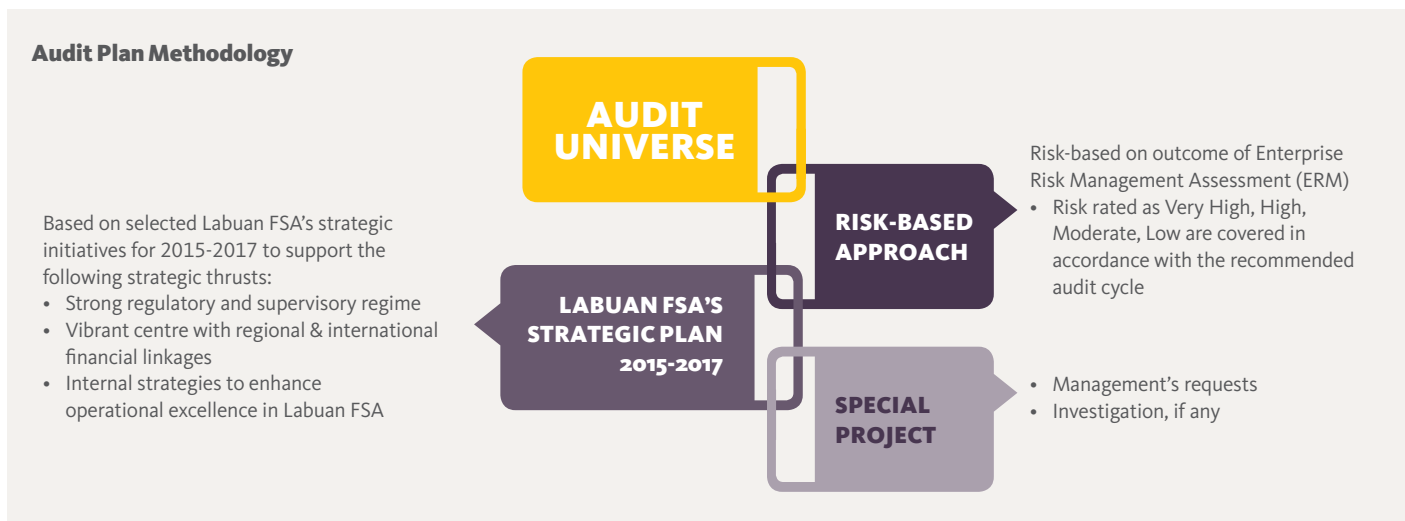 Audit Plan Methodology
AUDIT
UNIVERSE
Risk-based on outcome of Enterprise
Risk Management Assessment (ERM)
• Risk rated as Very High, High,
Moderate, Low are covered in
accordance with the recommended
audit cycle
RISK-BASED
APPROACH
Based on selected Labuan FSA's strategic
initiatives for 2015-2017 to support the
following strategic thrusts:
• Strong regulatory and supervisory regime
• Vibrant centre with regional & international
financial linkages
• Internal strategies to enhance
operational excellence in Labuan FSA
LABUAN FSA'S
STRATEGIC PLAN
2015-2017
SPECIAL
PROJECT
• Management's requests
• Investigation, if any